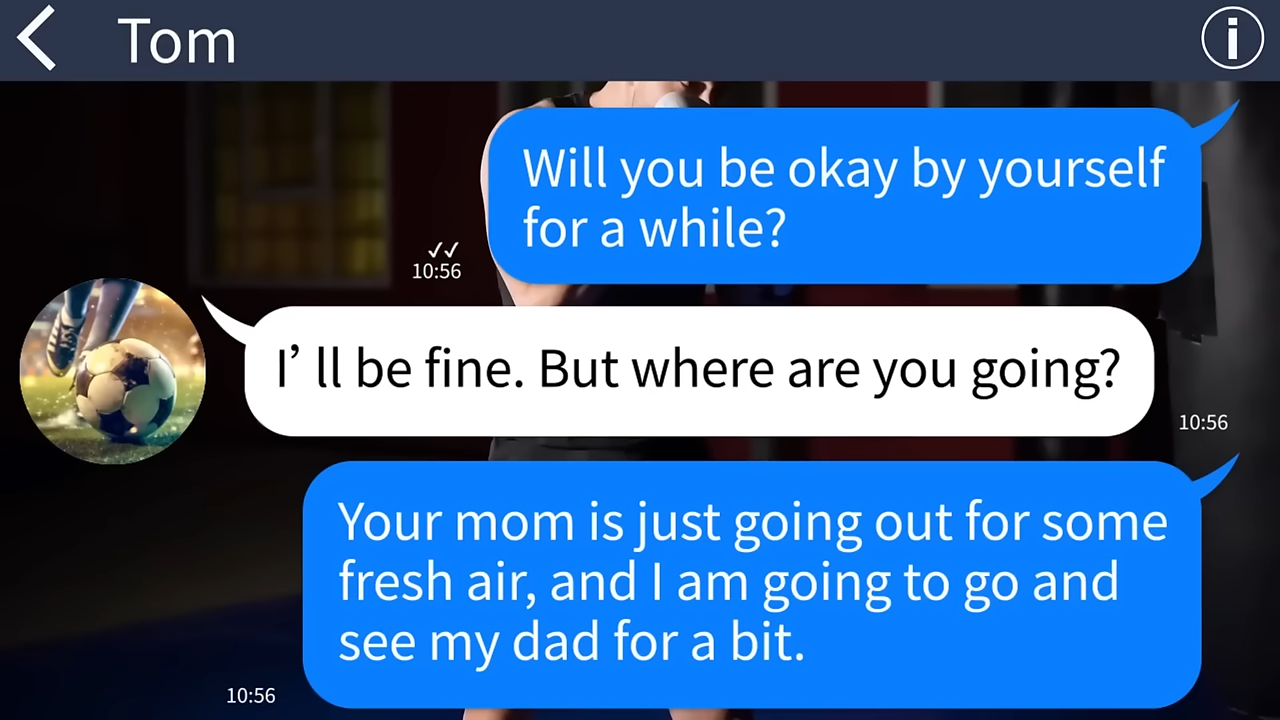 Tom
Will you be okay by yourself
for a while?
10:56
I’ ll be fine. But where are you going?
10:56
Your mom is just going out for some
fresh air, and I am going to go and
see my dad for a bit.
10:56